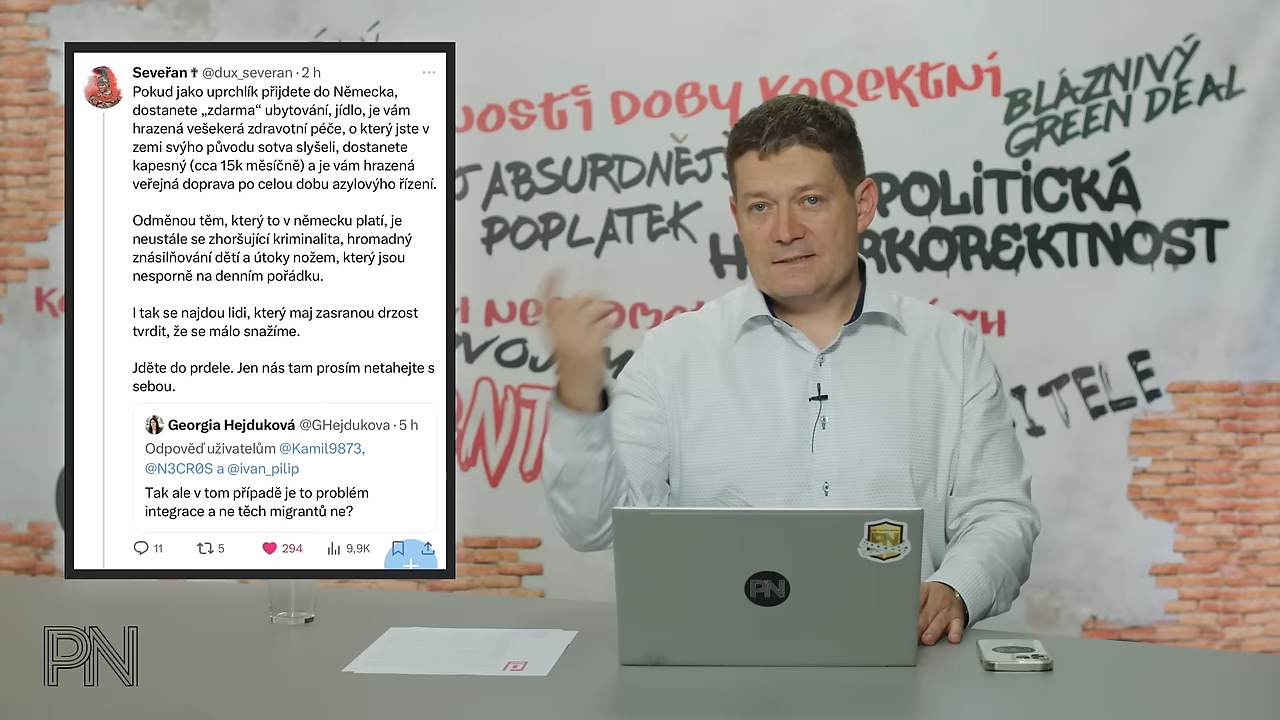 Seveřan✝ @dux_severan · 2 h
Pokud jako uprchlík přijdete do Německa,
dostanete „zdarma“ ubytování, jídlo, je vám
hrazená vešekerá zdravotní péče, o který jste v
zemi svýho původu sotva slyšeli, dostanete
kapesný (cca 15k měsíčně) a je vám hrazená
veřejná doprava po celou dobu azylovýho řízení.
Odměnou těm, který to v německu platí, je
neustále se zhoršující kriminalita, hromadný
znásilňování dětí a útoky nožem, který jsou
nesporně na denním pořádku.
I tak se najdou lidi, který maj zasranou drzost
tvrdit, že se málo snažíme.
Jděte do prdele. Jen nás tam prosím netahejte s
sebou.
Georgia Hejduková @GHejdukova · 5 h
Odpověď uživatelům @Kamil9873,
@N3CR0S a @ivan_pilip
Tak ale v tom případě je to problém
integrace a ne těch migrantů ne?
11 5 294 9,9K
DOBY KOREKTNÍ
BLÁZNIVÝ
GREEN DEAL
POPLATEK
POLITICKÁ
PN
PN